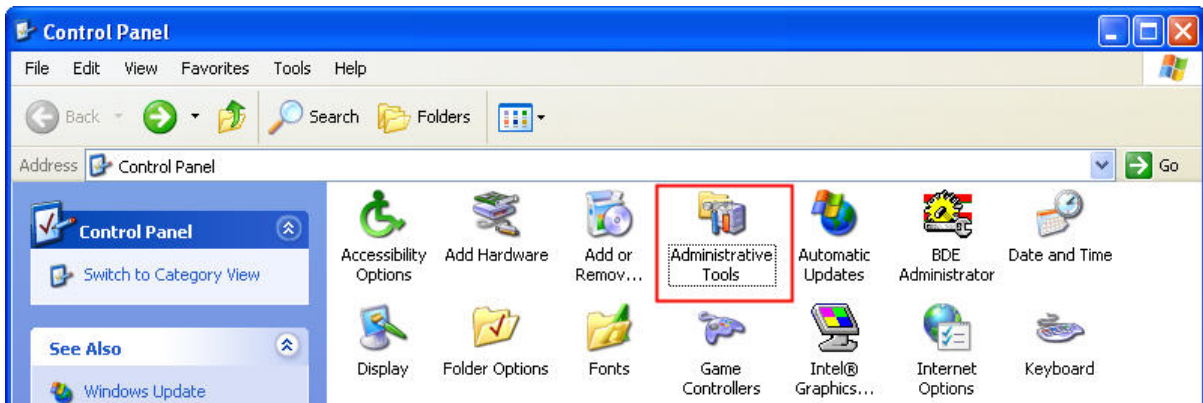 Control Panel
File Edit View Favorites Tools Help
Back Search Folders
Address Control Panel Go
Control Panel
Switch to Category View
See Also
Windows Update
Accessibility Options
Add Hardware
Add or Remov...
Administrative Tools
Automatic Updates
BDE Administrator
Date and Time
Display
Folder Options
Fonts
Game Controllers
Intel® Graphics...
Internet Options
Keyboard